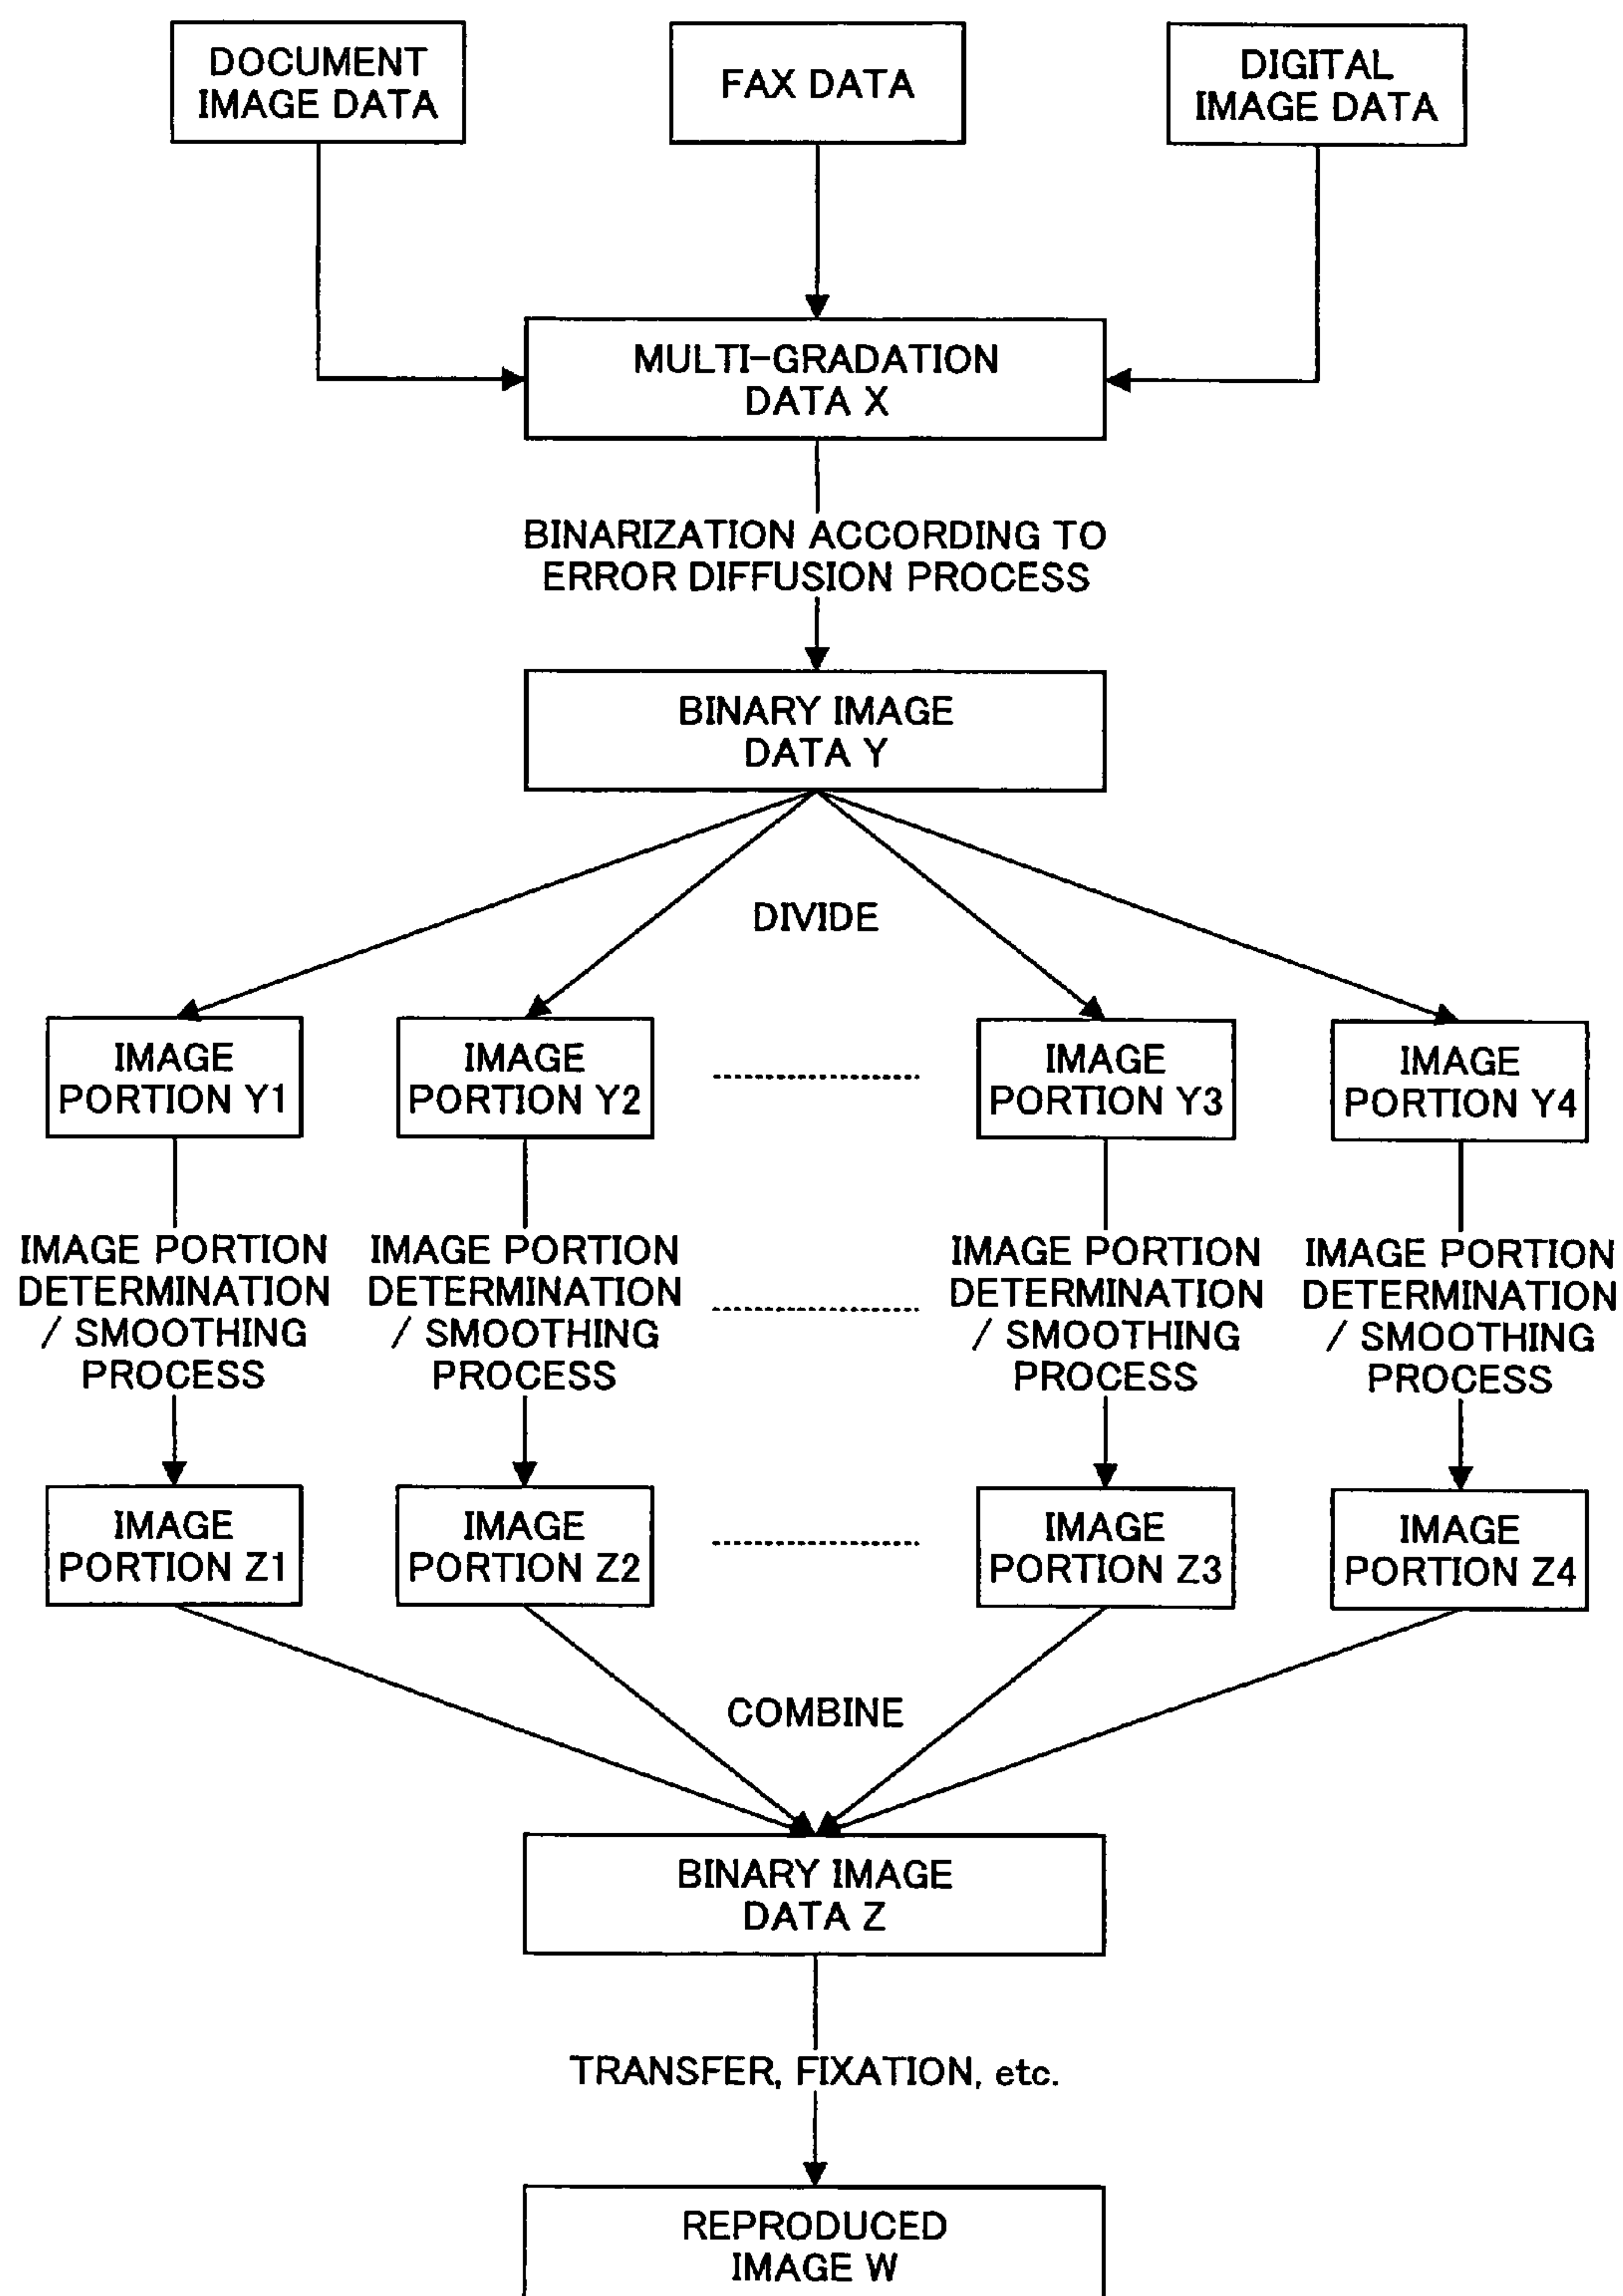 DOCUMENT
IMAGE DATA
FAX DATA
DIGITAL
IMAGE DATA
MULTI-GRADATION
DATA X
BINARIZATION ACCORDING TO
ERROR DIFFUSION PROCESS
BINARY IMAGE
DATA Y
DIVIDE
IMAGE
PORTION Y1
IMAGE
PORTION Y2
IMAGE
PORTION Y3
IMAGE
PORTION Y4
IMAGE PORTION
DETERMINATION
/ SMOOTHING
PROCESS
IMAGE PORTION
DETERMINATION
/ SMOOTHING
PROCESS
IMAGE PORTION
DETERMINATION
/ SMOOTHING
PROCESS
IMAGE PORTION
DETERMINATION
/ SMOOTHING
PROCESS
IMAGE
PORTION Z1
IMAGE
PORTION Z2
IMAGE
PORTION Z3
IMAGE
PORTION Z4
COMBINE
BINARY IMAGE
DATA Z
TRANSFER, FIXATION, etc.
REPRODUCED
IMAGE W